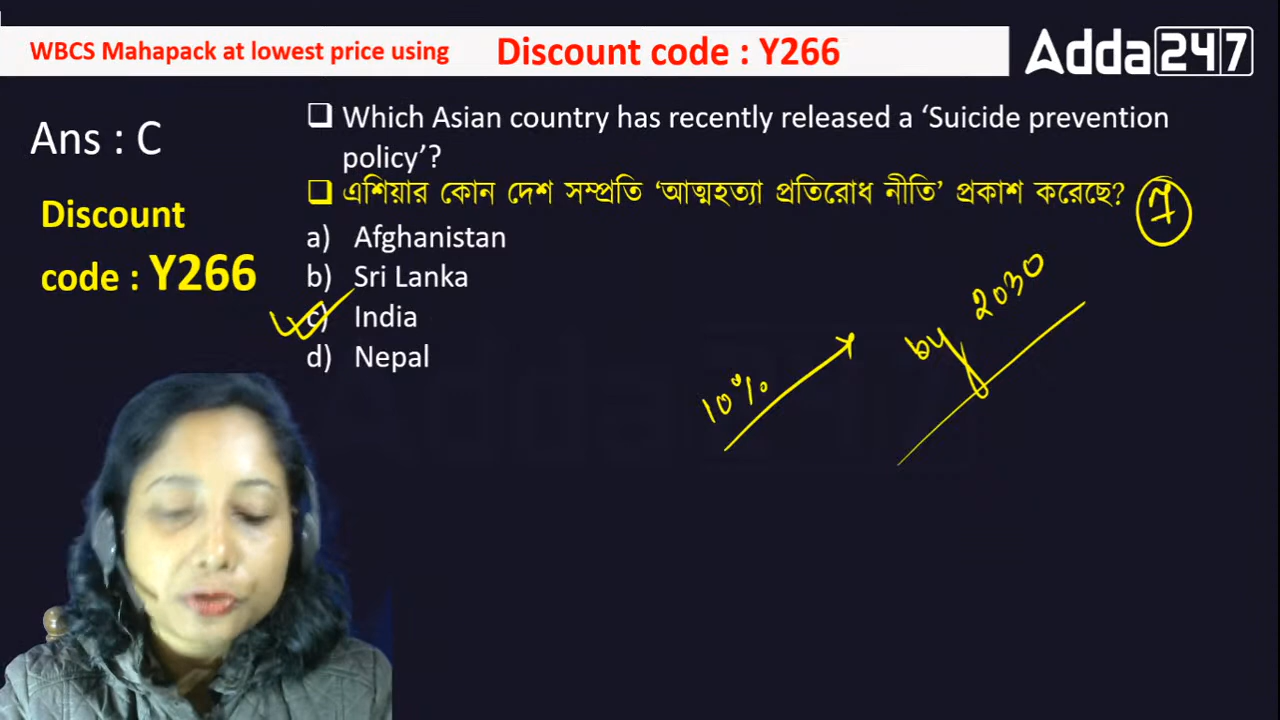 WBCS Mahapack at lowest price using Discount code : Y266
Adda247
Ans : C
Discount
code : Y266
❑ Which Asian country has recently released a ‘Suicide prevention
policy’?
❑ এশিয়ার কোন দেশ সম্প্রতি ‘আত্মহত্যা প্রতিরোধ নীতি’ প্রকাশ করেছে?
7
a) Afghanistan
b) Sri Lanka
c) India
d) Nepal
10%
by 2030